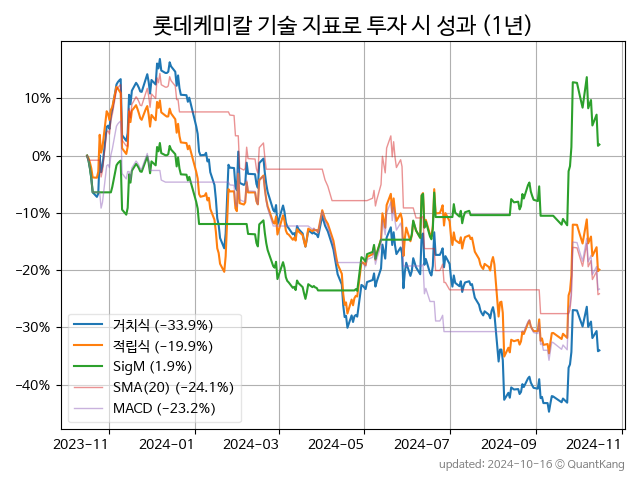 롯데케미칼 기술 지표로 투자 시 성과 (1년)
10%
0%
−10%
−20%
−30%
−40%
거치식 (−33.9%)
적립식 (−19.9%)
SigM (1.9%)
SMA(20) (−24.1%)
MACD (−23.2%)
2023-11 2024-01 2024-03 2024-05 2024-07 2024-09 2024-11
updated: 2024-10-16 © QuantKang